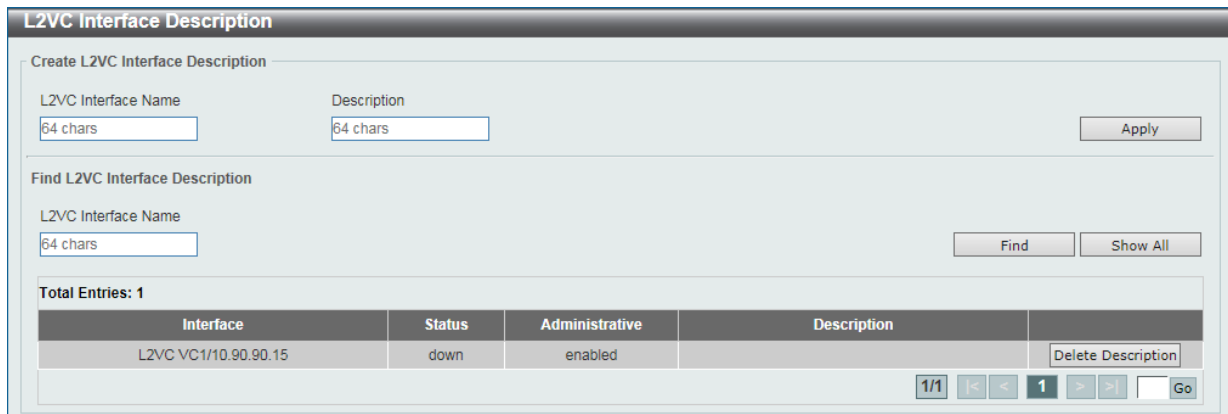 L2VC Interface Description
Create L2VC Interface Description
L2VC Interface Name Description
64 chars 64 chars Apply
Find L2VC Interface Description
L2VC Interface Name
64 chars Find Show All
Total Entries: 1
Interface Status Administrative Description
L2VC VC1/10.90.90.15 down enabled Delete Description
1/1 |< < 1 > >| Go